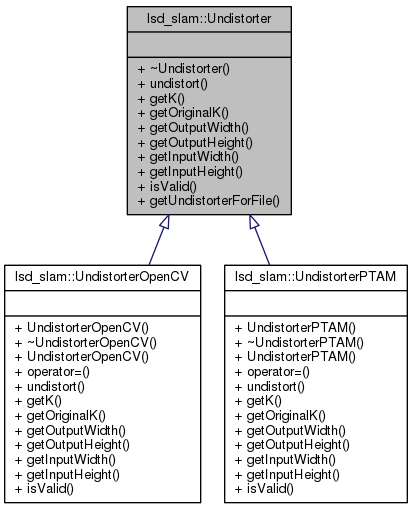 lsd_slam::Undistorter
+ ~Undistorter()
+ undistort()
+ getK()
+ getOriginalK()
+ getOutputWidth()
+ getOutputHeight()
+ getInputWidth()
+ getInputHeight()
+ isValid()
+ getUndistorterForFile()
lsd_slam::UndistorterOpenCV
+ UndistorterOpenCV()
+ ~UndistorterOpenCV()
+ UndistorterOpenCV()
+ operator=()
+ undistort()
+ getK()
+ getOriginalK()
+ getOutputWidth()
+ getOutputHeight()
+ getInputWidth()
+ getInputHeight()
+ isValid()
lsd_slam::UndistorterPTAM
+ UndistorterPTAM()
+ ~UndistorterPTAM()
+ UndistorterPTAM()
+ operator=()
+ undistort()
+ getK()
+ getOriginalK()
+ getOutputWidth()
+ getOutputHeight()
+ getInputWidth()
+ getInputHeight()
+ isValid()